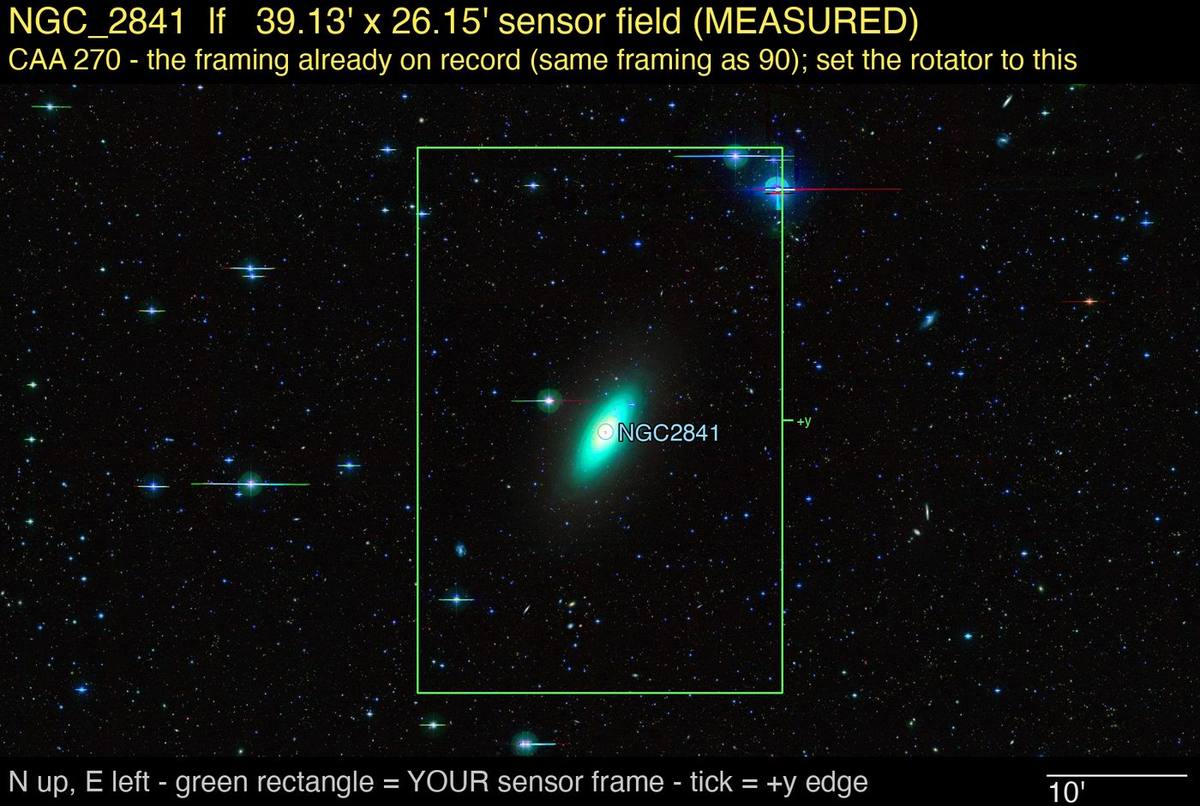 NGC_2841 lf 39.13' x 26.15' sensor field (MEASURED)
CAA 270 - the framing already on record (same framing as 90); set the rotator to this
+y
NGC2841
N up, E left - green rectangle = YOUR sensor frame - tick = +y edge
10'